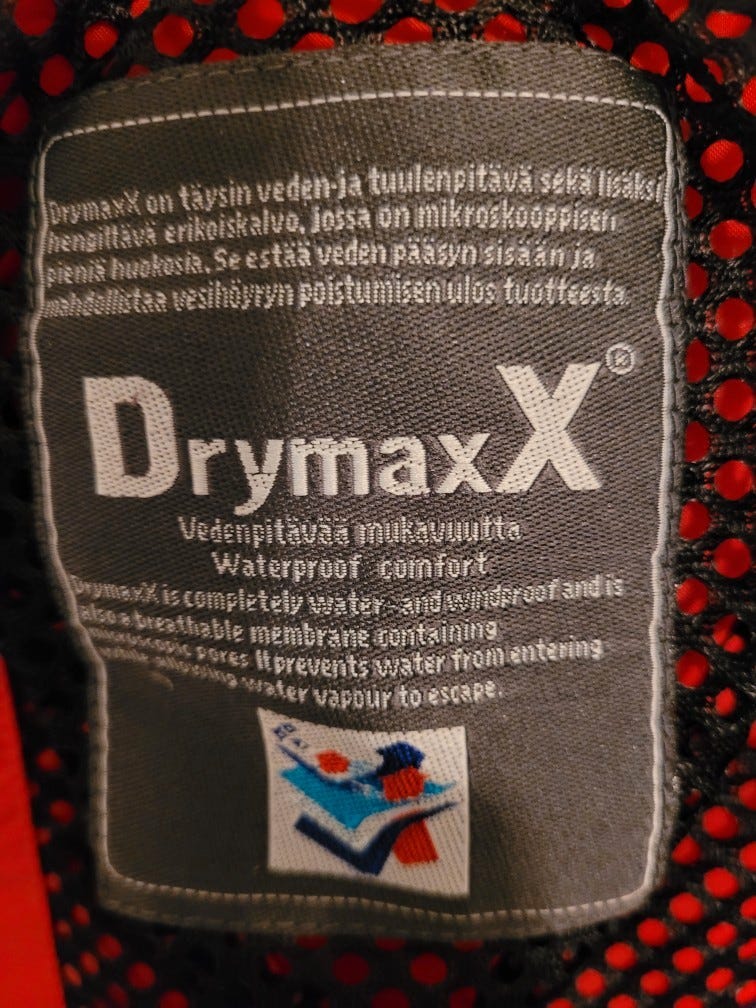 DrymaxX on täysin veden-ja tuulenpitävä sekä lisäksi
hengittävä erikoiskalvo, jossa on mikroskooppisen
pieniä huokosia. Se estää veden pääsyn sisään ja
mahdollistaa vesihöyryn poistumisen ulos tuotteesta.
DrymaxX®
Vedenpitävää mukavuutta
Waterproof comfort
DrymaxX is completely water- and windproof and is
also a breathable membrane containing
pores. It prevents water from entering
water vapour to escape.